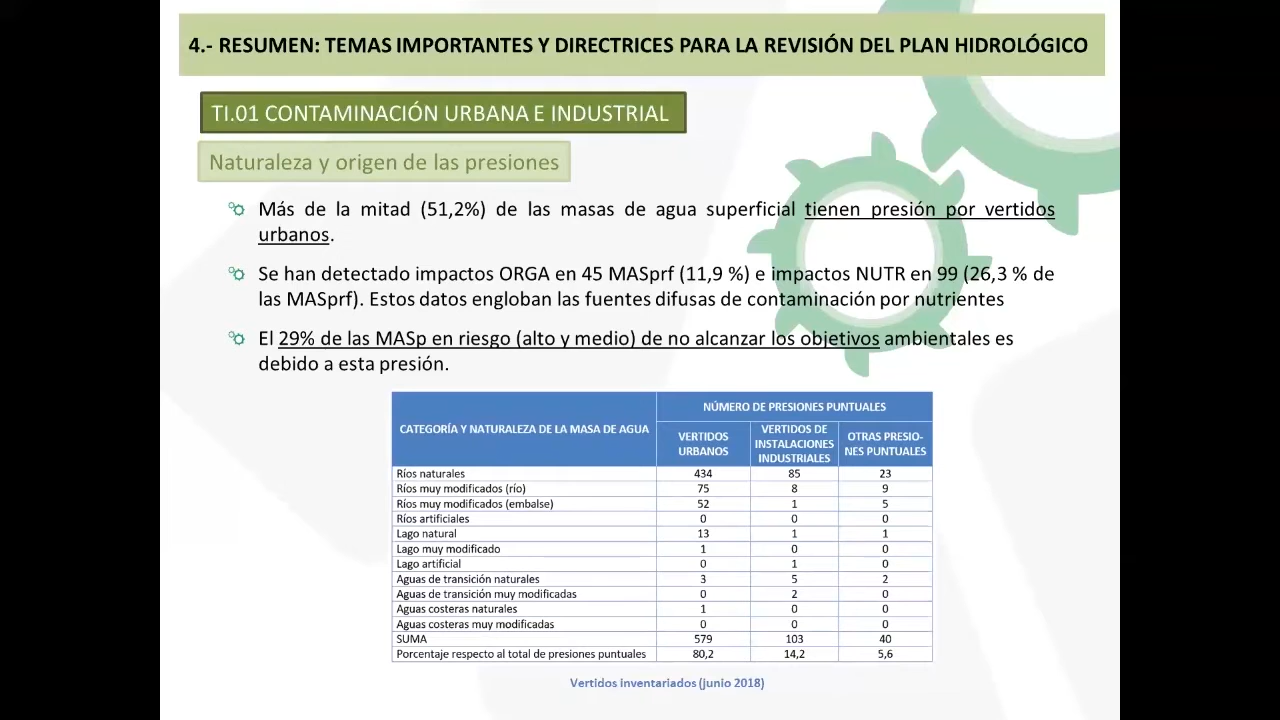 4.- RESUMEN: TEMAS IMPORTANTES Y DIRECTRICES PARA LA REVISIÓN DEL PLAN HIDROLÓGICO
TI.01 CONTAMINACIÓN URBANA E INDUSTRIAL
Naturaleza y origen de las presiones
Más de la mitad (51,2%) de las masas de agua superficial tienen presión por vertidos
urbanos.
Se han detectado impactos ORGA en 45 MASprf (11,9 %) e impactos NUTR en 99 (26,3 % de
las MASprf). Estos datos engloban las fuentes difusas de contaminación por nutrientes
El 29% de las MASp en riesgo (alto y medio) de no alcanzar los objetivos ambientales es
debido a esta presión.
CATEGORÍA Y NATURALEZA DE LA MASA DE AGUA
NÚMERO DE PRESIONES PUNTUALES
VERTIDOS
URBANOS
VERTIDOS DE
INSTALACIONES
INDUSTRIALES
OTRAS PRESIO-
NES PUNTUALES
Ríos naturales 434 85 23
Ríos muy modificados (río) 75 8 9
Ríos muy modificados (embalse) 52 1 5
Ríos artificiales 0 0 0
Lago natural 13 1 1
Lago muy modificado 1 0 0
Lago artificial 0 1 0
Aguas de transición naturales 3 5 2
Aguas de transición muy modificadas 0 2 0
Aguas costeras naturales 1 0 0
Aguas costeras muy modificadas 0 0 0
SUMA 579 103 40
Porcentaje respecto al total de presiones puntuales 80,2 14,2 5,6
Vertidos inventariados (junio 2018)